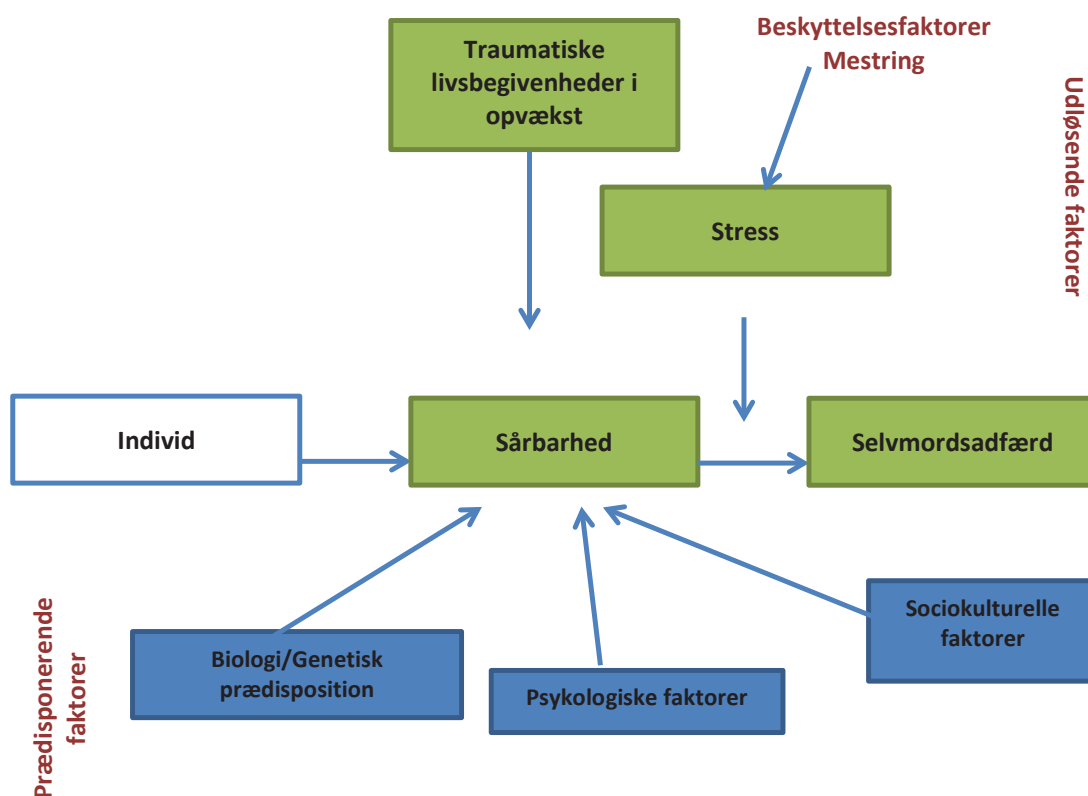 Traumatiske
livsbegivenheder i
opvækst
Beskyttelsesfaktorer
Mestring
Udløsende faktorer
Stress
Individ
Sårbarhed
Selvmordsadfærd
Prædisponerende
faktorer
Biologi/Genetisk
prædisposition
Psykologiske faktorer
Sociokulturelle
faktorer